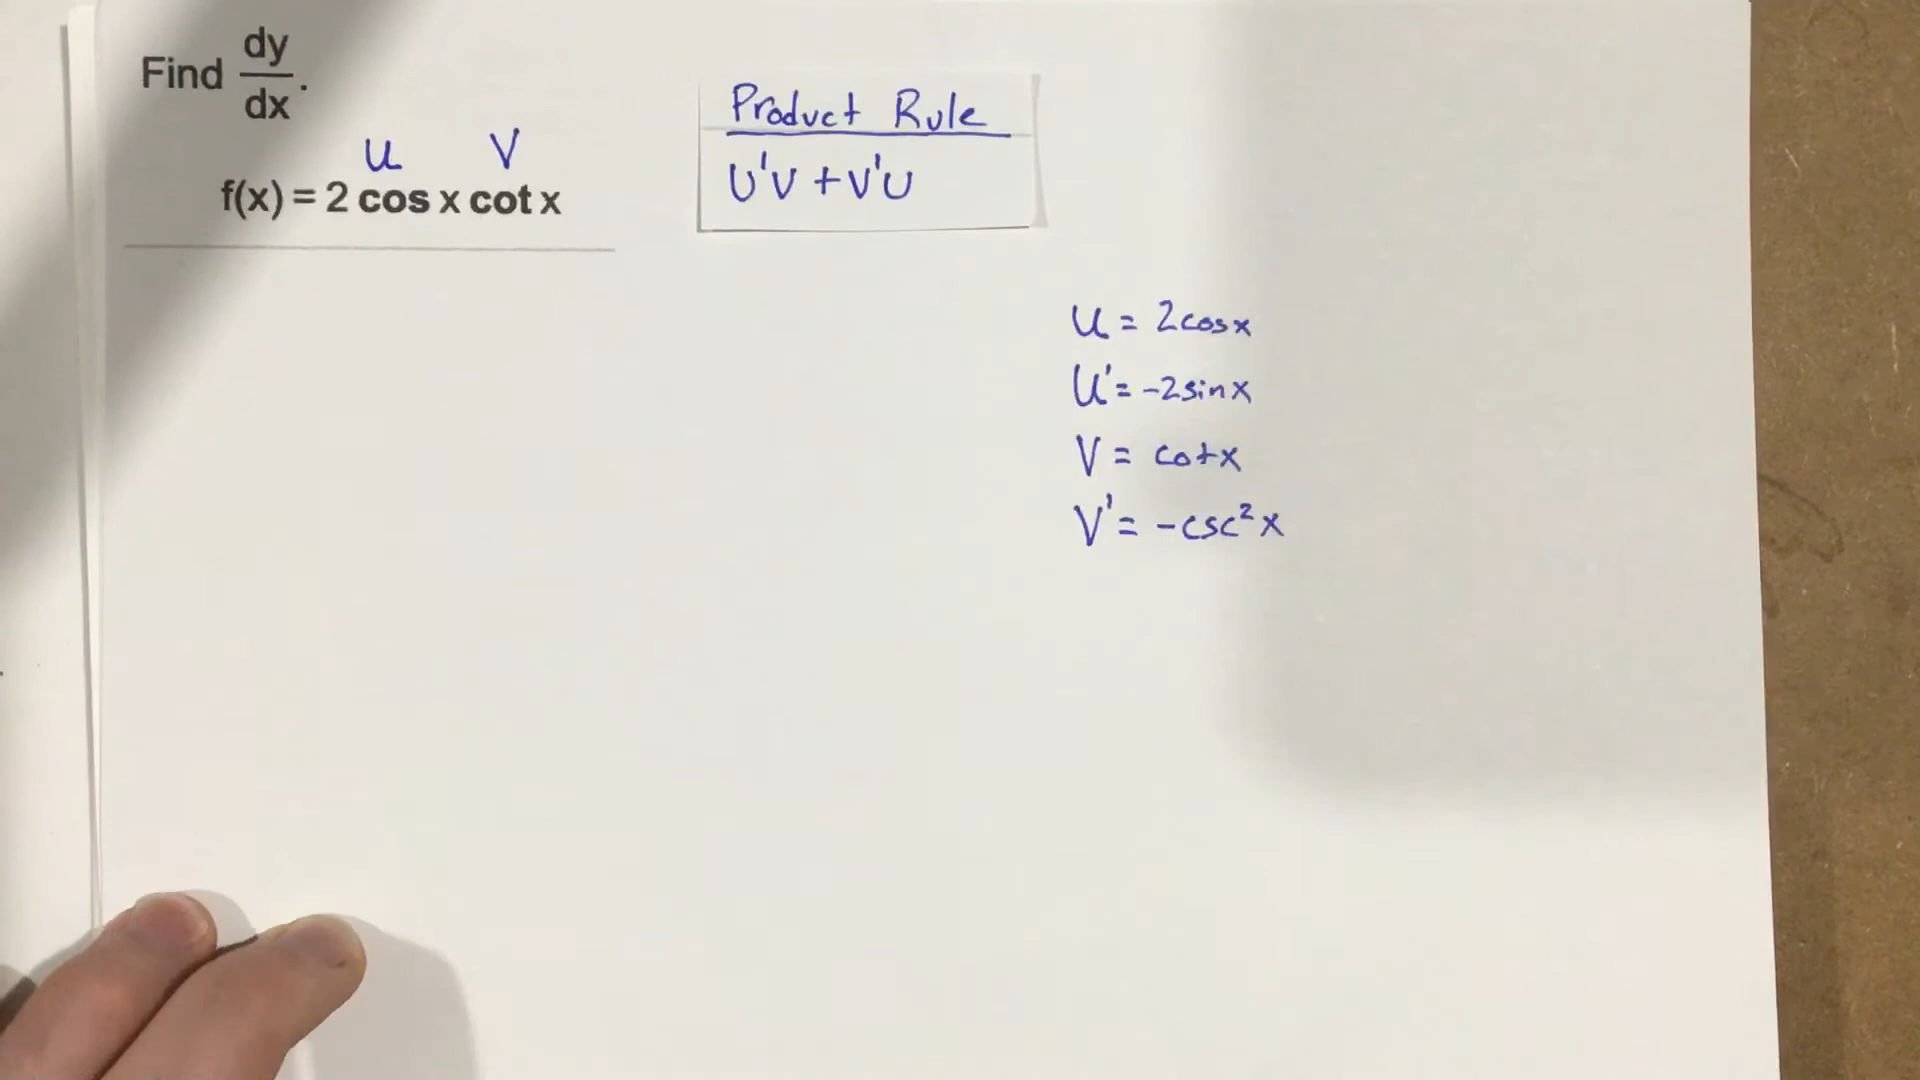 Find dy/dx.
U V
f(x) = 2 cos x cot x
Product Rule
U'V + V'U
U = 2cosx
U' = -2sinx
V = cotx
V' = -csc²x